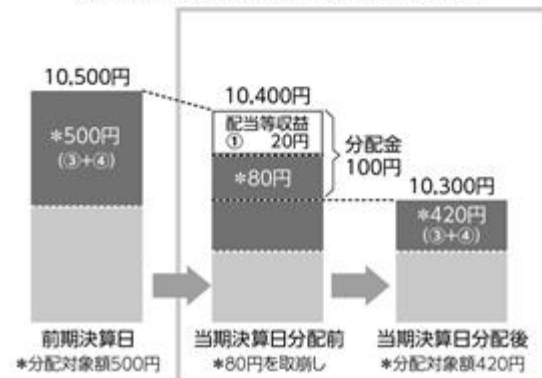 10,500円
*500円
(③+④)
前期決算日
*分配対象額500円
10,400円
配当等収益
① 20円
*80円
分配金
100円
当期決算日分配前
*80円を取崩し
10,300円
*420円
(③+④)
当期決算日分配後
*分配対象額420円